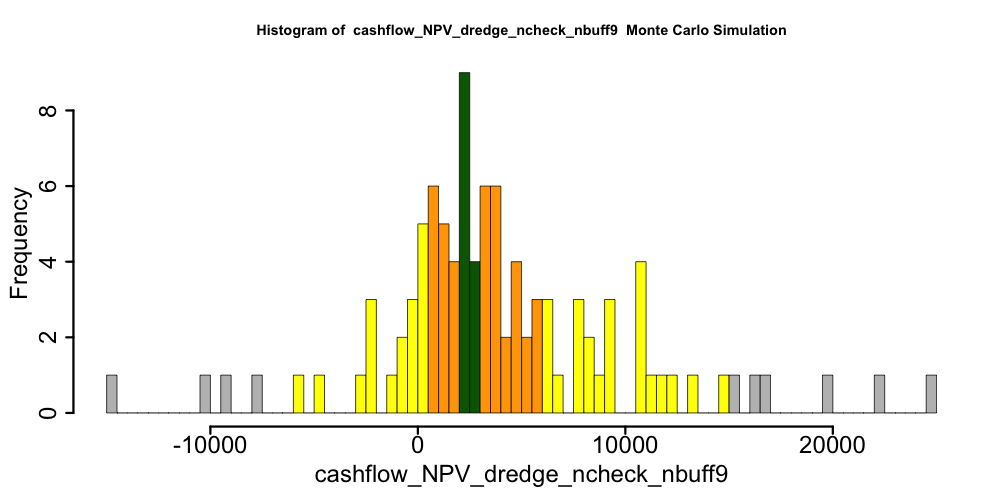 Histogram of cashflow_NPV_dredge_ncheck_nbuff9 Monte Carlo Simulation
Frequency
8
6
4
2
0
-10000 0 10000 20000
cashflow_NPV_dredge_ncheck_nbuff9